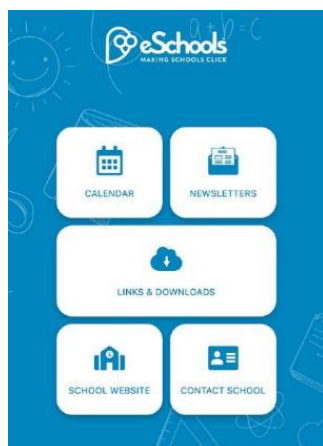 a + b = c
eSchools
MAKING SCHOOLS CLICK
CALENDAR
NEWSLETTERS
LINKS & DOWNLOADS
SCHOOL WEBSITE
CONTACT SCHOOL